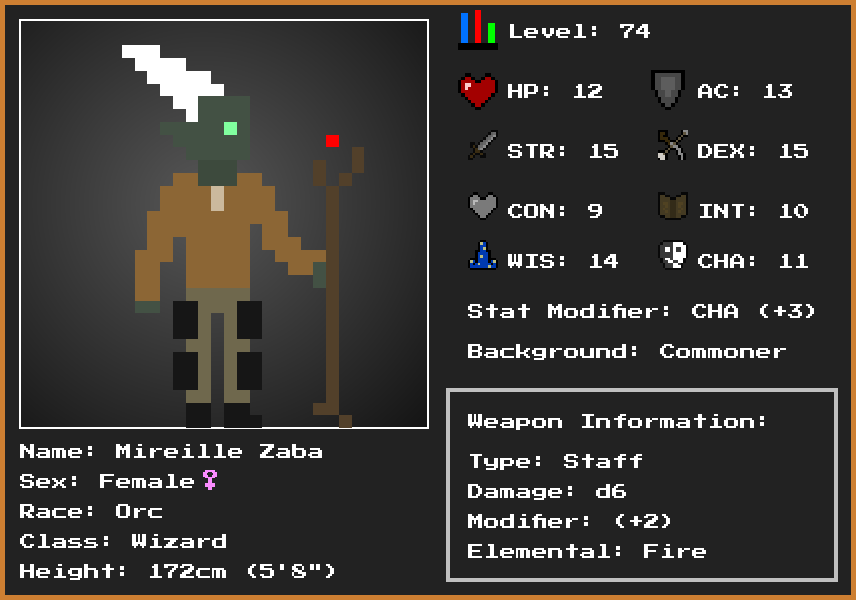 Level: 74
HP: 12
AC: 13
STR: 15
DEX: 15
CON: 9
INT: 10
WIS: 14
CHA: 11
Stat Modifier: CHA (+3)
Background: Commoner
Weapon Information:
Type: Staff
Damage: d6
Modifier: (+2)
Elemental: Fire
Name: Mireille Zaba
Sex: Female♀
Race: Orc
Class: Wizard
Height: 172cm (5'8")